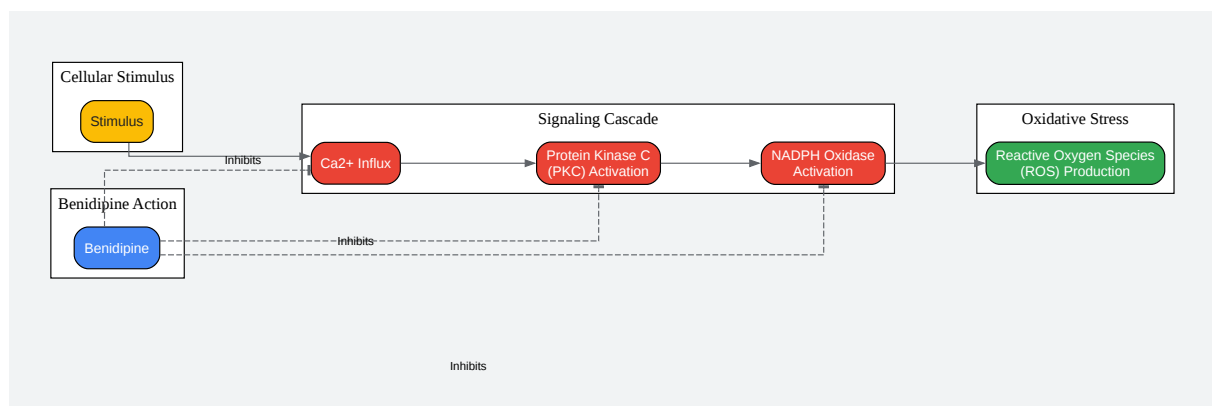 Cellular Stimulus
Stimulus
Inhibits
Benidipine Action
Benidipine
Inhibits
Signaling Cascade
Ca2+ Influx
Protein Kinase C
(PKC) Activation
NADPH Oxidase
Activation
Oxidative Stress
Reactive Oxygen Species
(ROS) Production
Inhibits